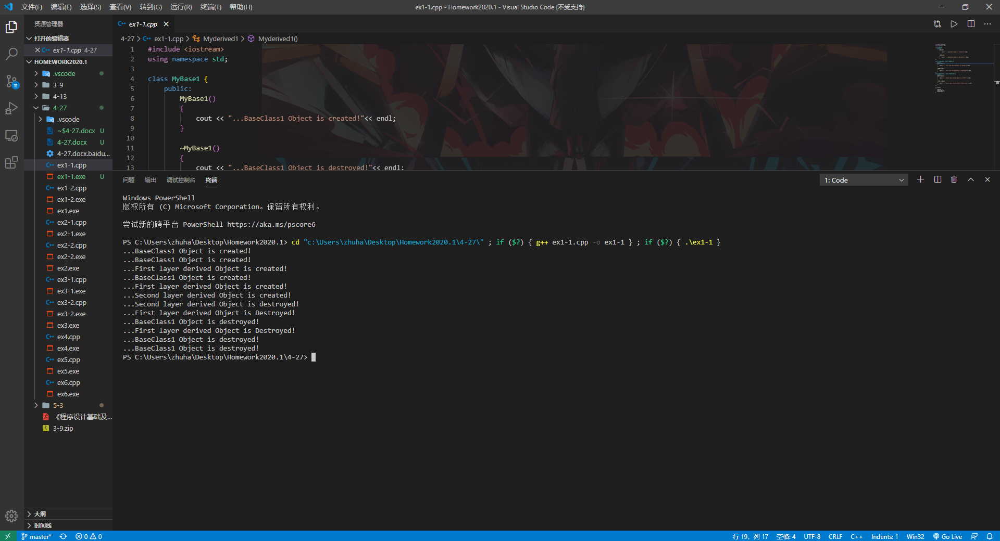 文件(F) 编辑(E) 选择(S) 查看(V) 转到(G) 运行(R) 终端(T) 帮助(H) ex1-1.cpp - Homework2020.1 - Visual Studio Code [不受支持]
资源管理器
打开的编辑器
ex1-1.cpp 4-27
HOMEWORK2020.1
.vscode
3-9
4-13
4-27
.vscode
~$4-27.docx U
4-27.docx U
4-27.docx.baidu...
ex1-1.cpp
ex1-1.exe U
ex1-2.cpp
ex1-2.exe
ex1.exe
ex2-1.cpp
ex2-1.exe
ex2-2.cpp
ex2-2.exe
ex2.exe
ex3-1.cpp
ex3-1.exe
ex3-2.cpp
ex3-2.exe
ex3.exe
ex4.cpp
ex4.exe
ex5.cpp
ex5.exe
ex6.cpp
ex6.exe
5-3
《程序设计基础及...
3-9.zip
大纲
时间线
11
ex1-1.cpp
4-27 > ex1-1.cpp > Myderived1 > Myderived1()
1 #include <iostream>
2 using namespace std;
3
4 class MyBase1 {
5 public:
6 MyBase1()
7 {
8 cout << "...BaseClass1 Object is created!"<< endl;
9 }
10
11 ~MyBase1()
12 {
13 cout << "...BaseClass1 Object is destroyed!"<< endl;
问题 输出 调试控制台 终端 1: Code
Windows PowerShell
版权所有 (C) Microsoft Corporation。保留所有权利。
尝试新的跨平台 PowerShell https://aka.ms/pscore6
PS C:\Users\zhuha\Desktop\Homework2020.1> cd "c:\Users\zhuha\Desktop\Homework2020.1\4-27\" ; if ($?) { g++ ex1-1.cpp -o ex1-1 } ; if ($?) { .\ex1-1 }
...BaseClass1 Object is created!
...BaseClass1 Object is created!
...First layer derived Object is created!
...BaseClass1 Object is created!
...First layer derived Object is created!
...Second layer derived Object is created!
...Second layer derived Object is destroyed!
...First layer derived Object is Destroyed!
...BaseClass1 Object is destroyed!
...First layer derived Object is Destroyed!
...BaseClass1 Object is destroyed!
...BaseClass1 Object is destroyed!
PS C:\Users\zhuha\Desktop\Homework2020.1\4-27>
master* 0 0 行 19，列 17 空格: 4 UTF-8 CRLF C++ Indents: 1 Win32 Go Live